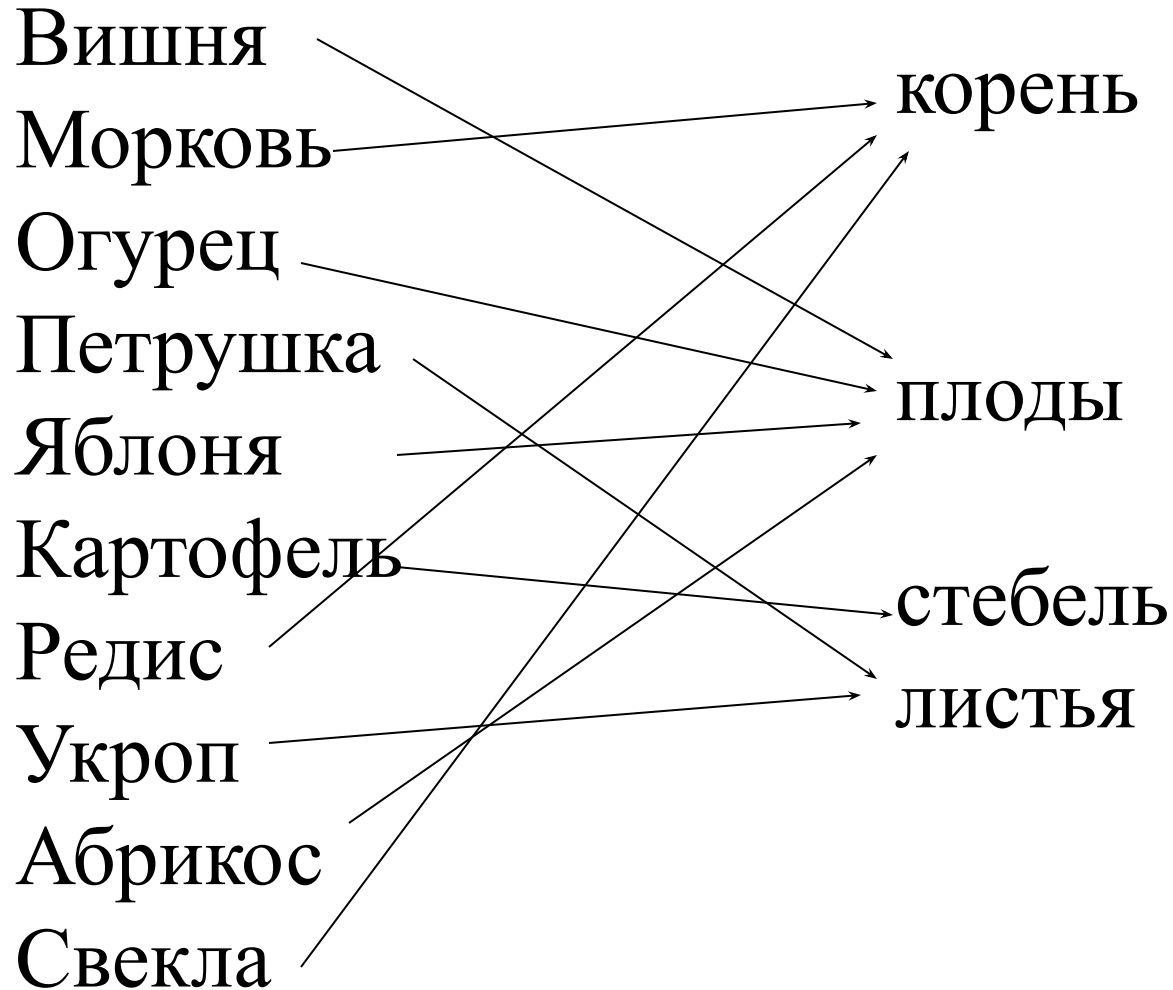 Вишня
Морковь
Огурец
Петрушка
Яблоня
Картофель
Редис
Укроп
Абрикос
Свекла
корень
плоды
стебель
листья